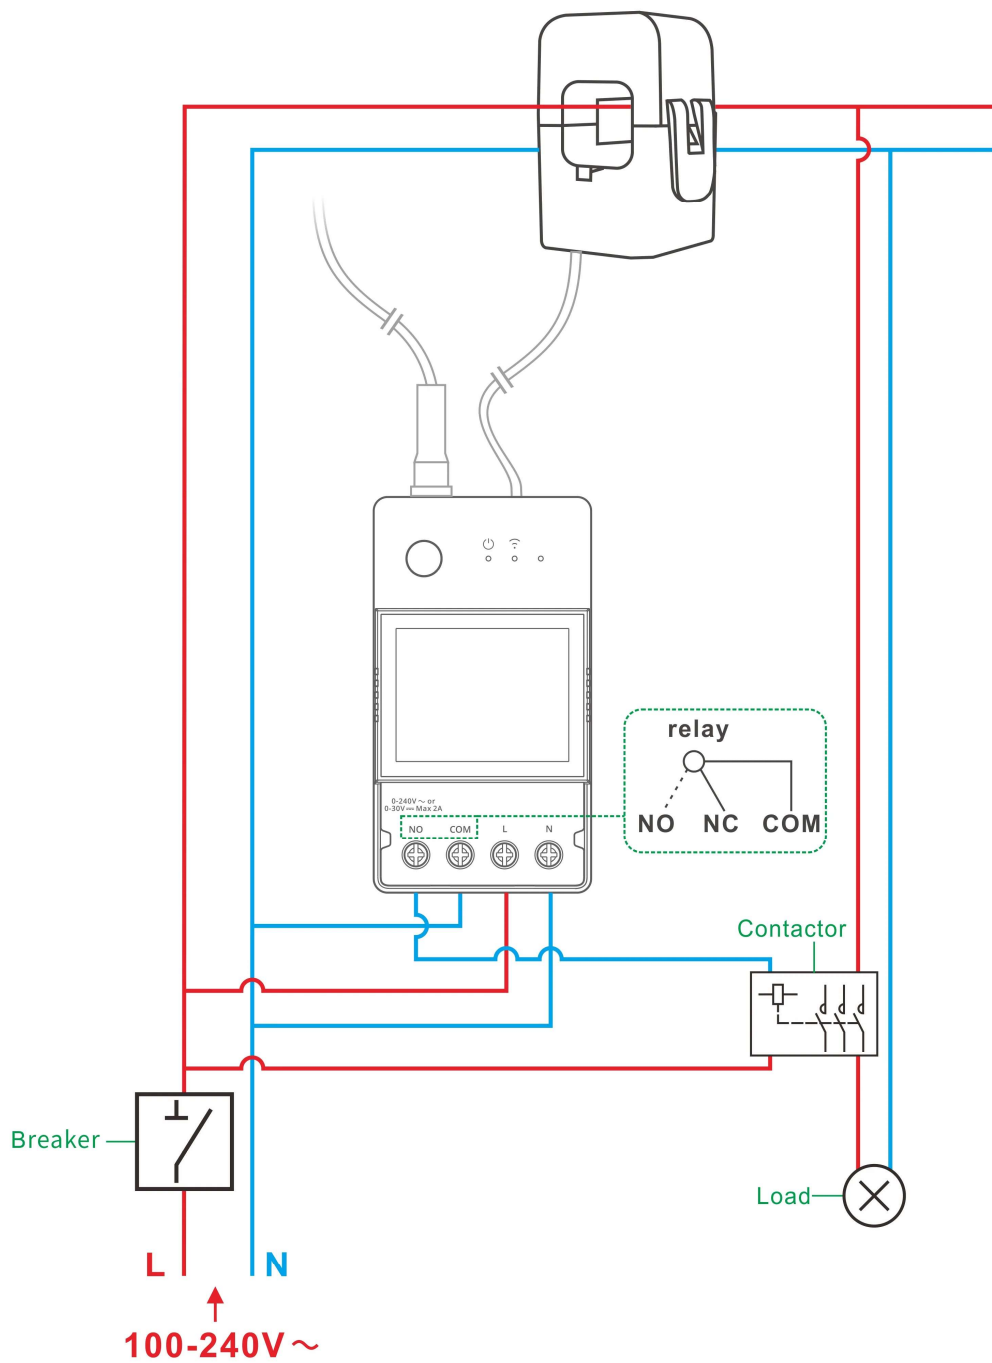 relay
NO NC COM
0-240V ~ or
0-30V ⎓ Max 2A
NO COM L N
Contactor
Breaker
Load
L N
100-240V ~